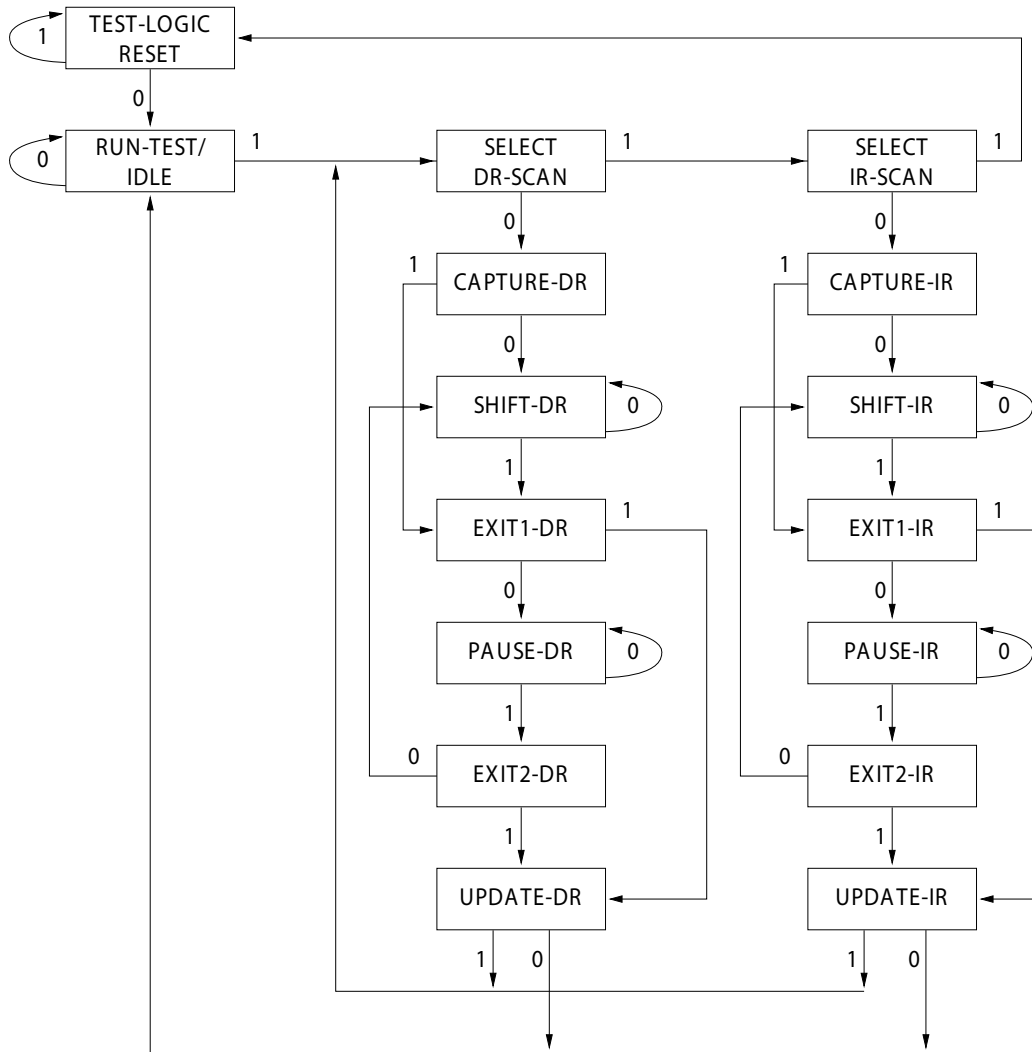 1
TEST-LOGIC
RESET
0
0
RUN-TEST/
IDLE
1
SELECT
DR-SCAN
1
SELECT
IR-SCAN
1
0
0
1
CAPTURE-DR
1
CAPTURE-IR
0
0
SHIFT-DR
0
SHIFT-IR
0
1
1
EXIT1-DR
1
EXIT1-IR
1
0
0
PAUSE-DR
0
PAUSE-IR
0
1
1
0
EXIT2-DR
0
EXIT2-IR
1
1
UPDATE-DR
UPDATE-IR
1
0
1
0